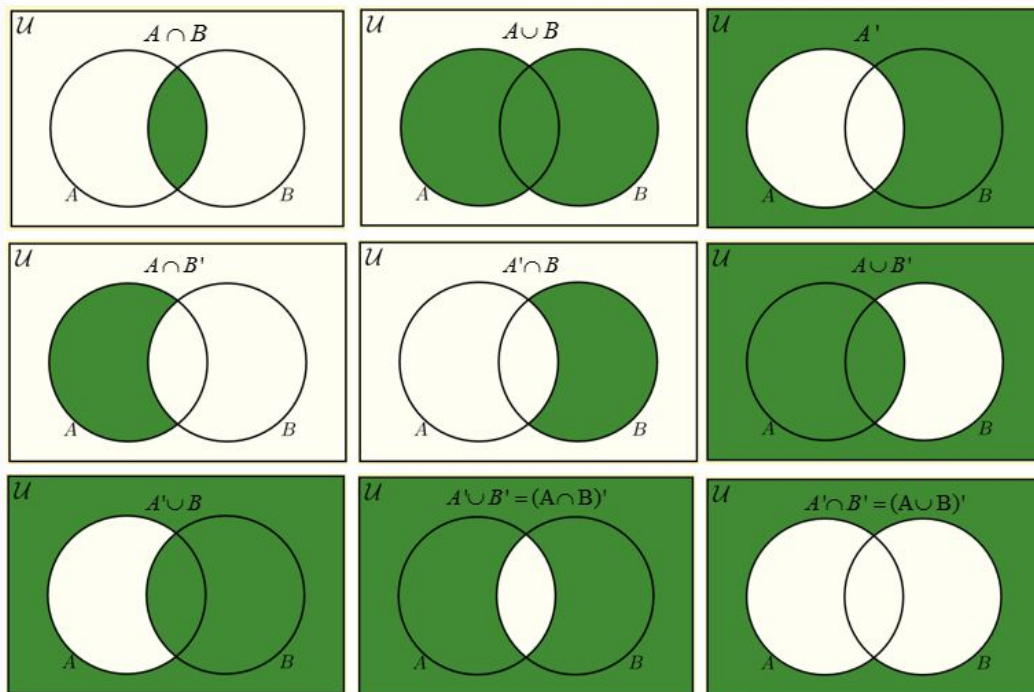 𝒰
A ∩ B
A
B
𝒰
A ∪ B
A
B
𝒰
A'
A
B
𝒰
A ∩ B'
A
B
𝒰
A' ∩ B
A
B
𝒰
A ∪ B'
A
B
𝒰
A' ∪ B
A
B
𝒰
A' ∪ B' = (A ∩ B)'
A
B
𝒰
A' ∩ B' = (A ∪ B)'
A
B